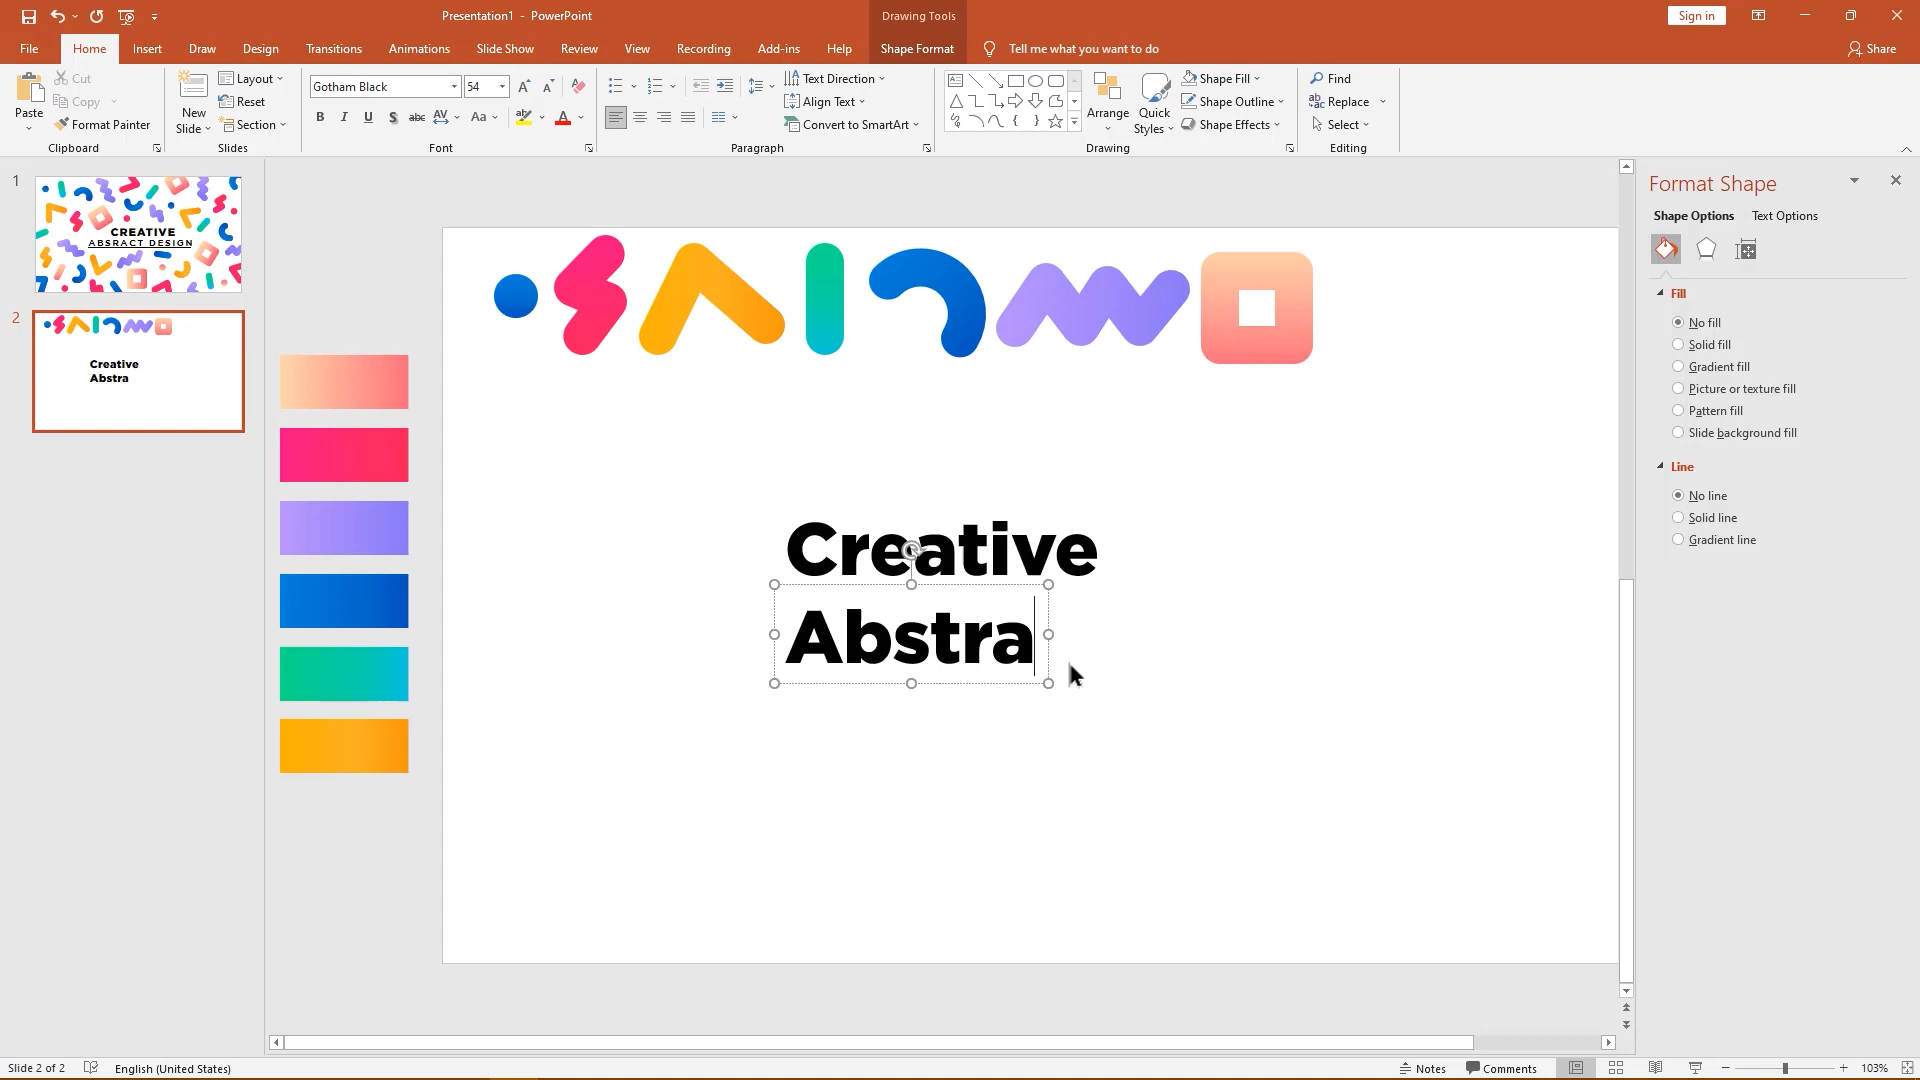 Presentation1 - PowerPoint
Drawing Tools
Sign in
File
Home
Insert
Draw
Design
Transitions
Animations
Slide Show
Review
View
Recording
Add-ins
Help
Shape Format
Tell me what you want to do
Share
Paste
Cut
Copy
Format Painter
Clipboard
New
Slide
Layout
Reset
Section
Slides
Gotham Black
54
Font
Text Direction
Align Text
Convert to SmartArt
Paragraph
Arrange
Quick
Styles
Shape Fill
Shape Outline
Shape Effects
Drawing
Find
Replace
Select
Editing
1
CREATIVE
ABSRACT DESIGN
2
Creative
Abstra
Creative
Abstra
Format Shape
Shape Options
Text Options
Fill
No fill
Solid fill
Gradient fill
Picture or texture fill
Pattern fill
Slide background fill
Line
No line
Solid line
Gradient line
Slide 2 of 2
English (United States)
Notes
Comments
103%